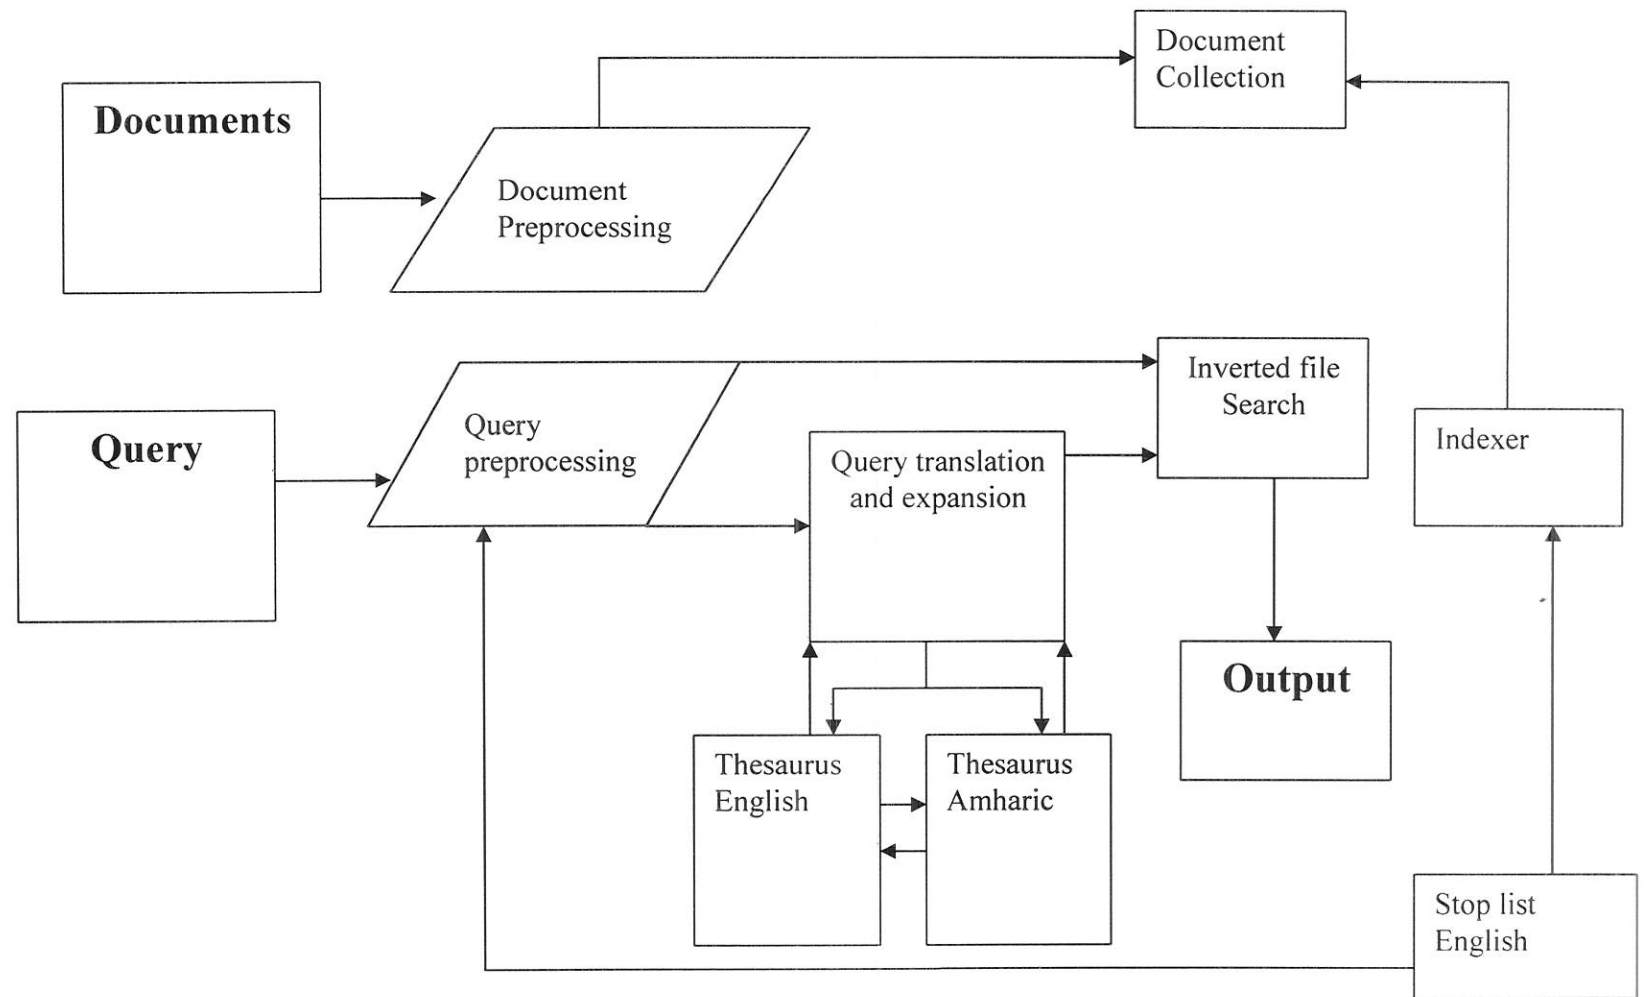 Document
Collection
Documents
Document
Preprocessing
Inverted file
Search
Query
preprocessing
Query
Query translation
and expansion
Indexer
Output
Thesaurus
English
Thesaurus
Amharic
Stop list
English